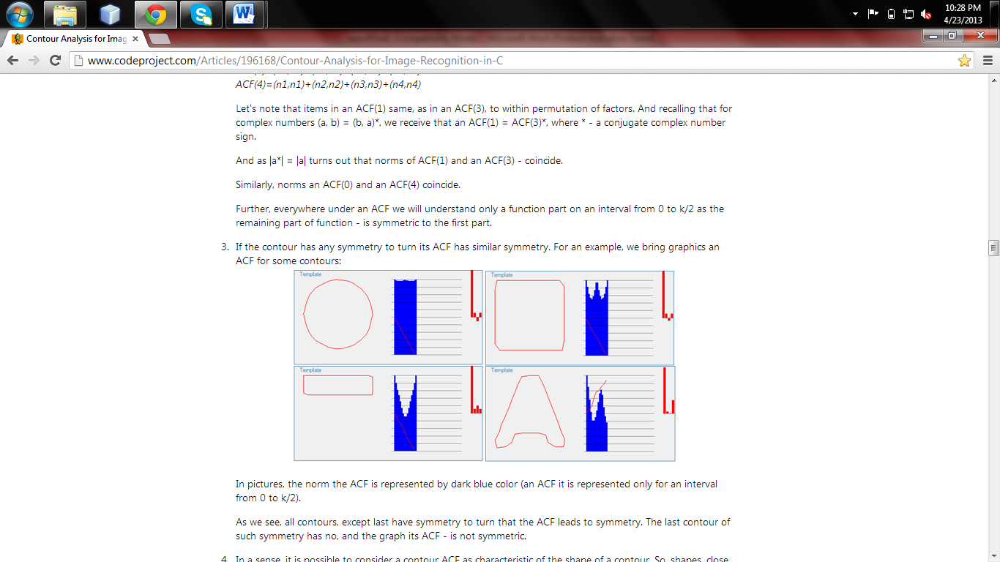 10:28 PM
4/23/2013
Contour Analysis for Imag
www.codeproject.com/Articles/196168/Contour-Analysis-for-Image-Recognition-in-C
ACF(4)=(n1,n1)+(n2,n2)+(n3,n3)+(n4,n4)
Let's note that items in an ACF(1) same, as in an ACF(3), to within permutation of factors. And recalling that for
complex numbers (a, b) = (b, a)*, we receive that an ACF(1) = ACF(3)*, where * - a conjugate complex number
sign.
And as |a*| = |a| turns out that norms of ACF(1) and an ACF(3) - coincide.
Similarly, norms an ACF(0) and an ACF(4) coincide.
Further, everywhere under an ACF we will understand only a function part on an interval from 0 to k/2 as the
remaining part of function - is symmetric to the first part.
3. If the contour has any symmetry to turn its ACF has similar symmetry. For an example, we bring graphics an
ACF for some contours:
Template
Template
Template
Template
In pictures, the norm the ACF is represented by dark blue color (an ACF it is represented only for an interval
from 0 to k/2).
As we see, all contours, except last have symmetry to turn that the ACF leads to symmetry. The last contour of
such symmetry has no, and the graph its ACF - is not symmetric.
4. In a sense, it is possible to consider a contour ACF as characteristic of the shape of a contour. So, shapes, close